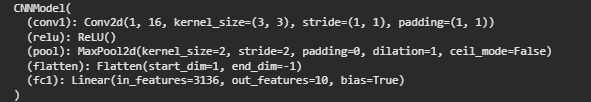 CNNModel(
(conv1): Conv2d(1, 16, kernel_size=(3, 3), stride=(1, 1), padding=(1, 1))
(relu): ReLU()
(pool): MaxPool2d(kernel_size=2, stride=2, padding=0, dilation=1, ceil_mode=False)
(flatten): Flatten(start_dim=1, end_dim=-1)
(fc1): Linear(in_features=3136, out_features=10, bias=True)
)